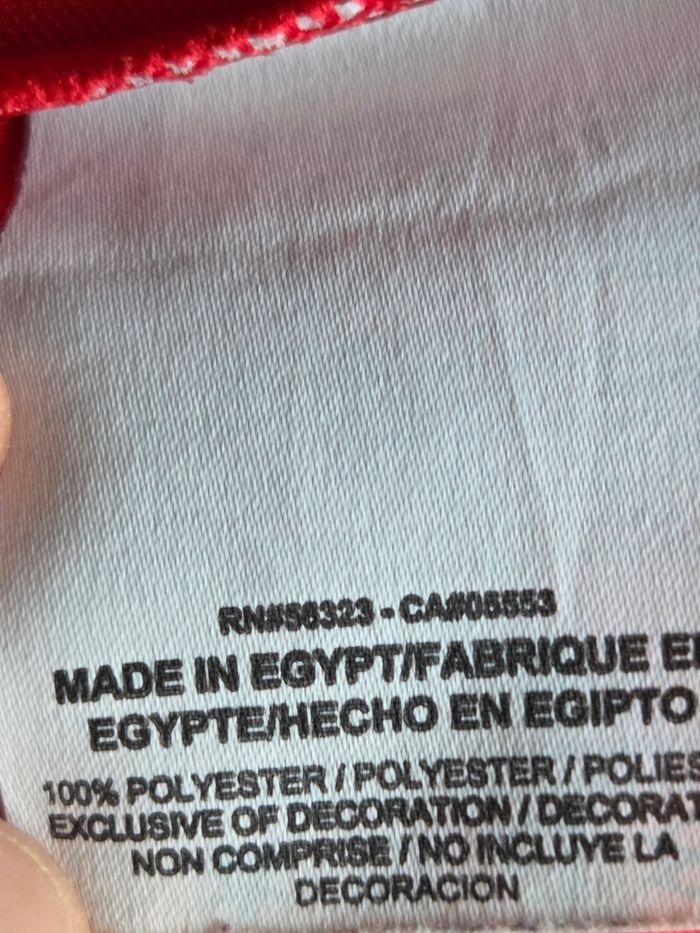 RN#56323 - CA#05553
MADE IN EGYPT/FABRIQUE E
EGYPTE/HECHO EN EGIPTO
100% POLYESTER / POLYESTER / POLIES
EXCLUSIVE OF DECORATION / DECORAT
NON COMPRISE / NO INCLUYE LA
DECORACION